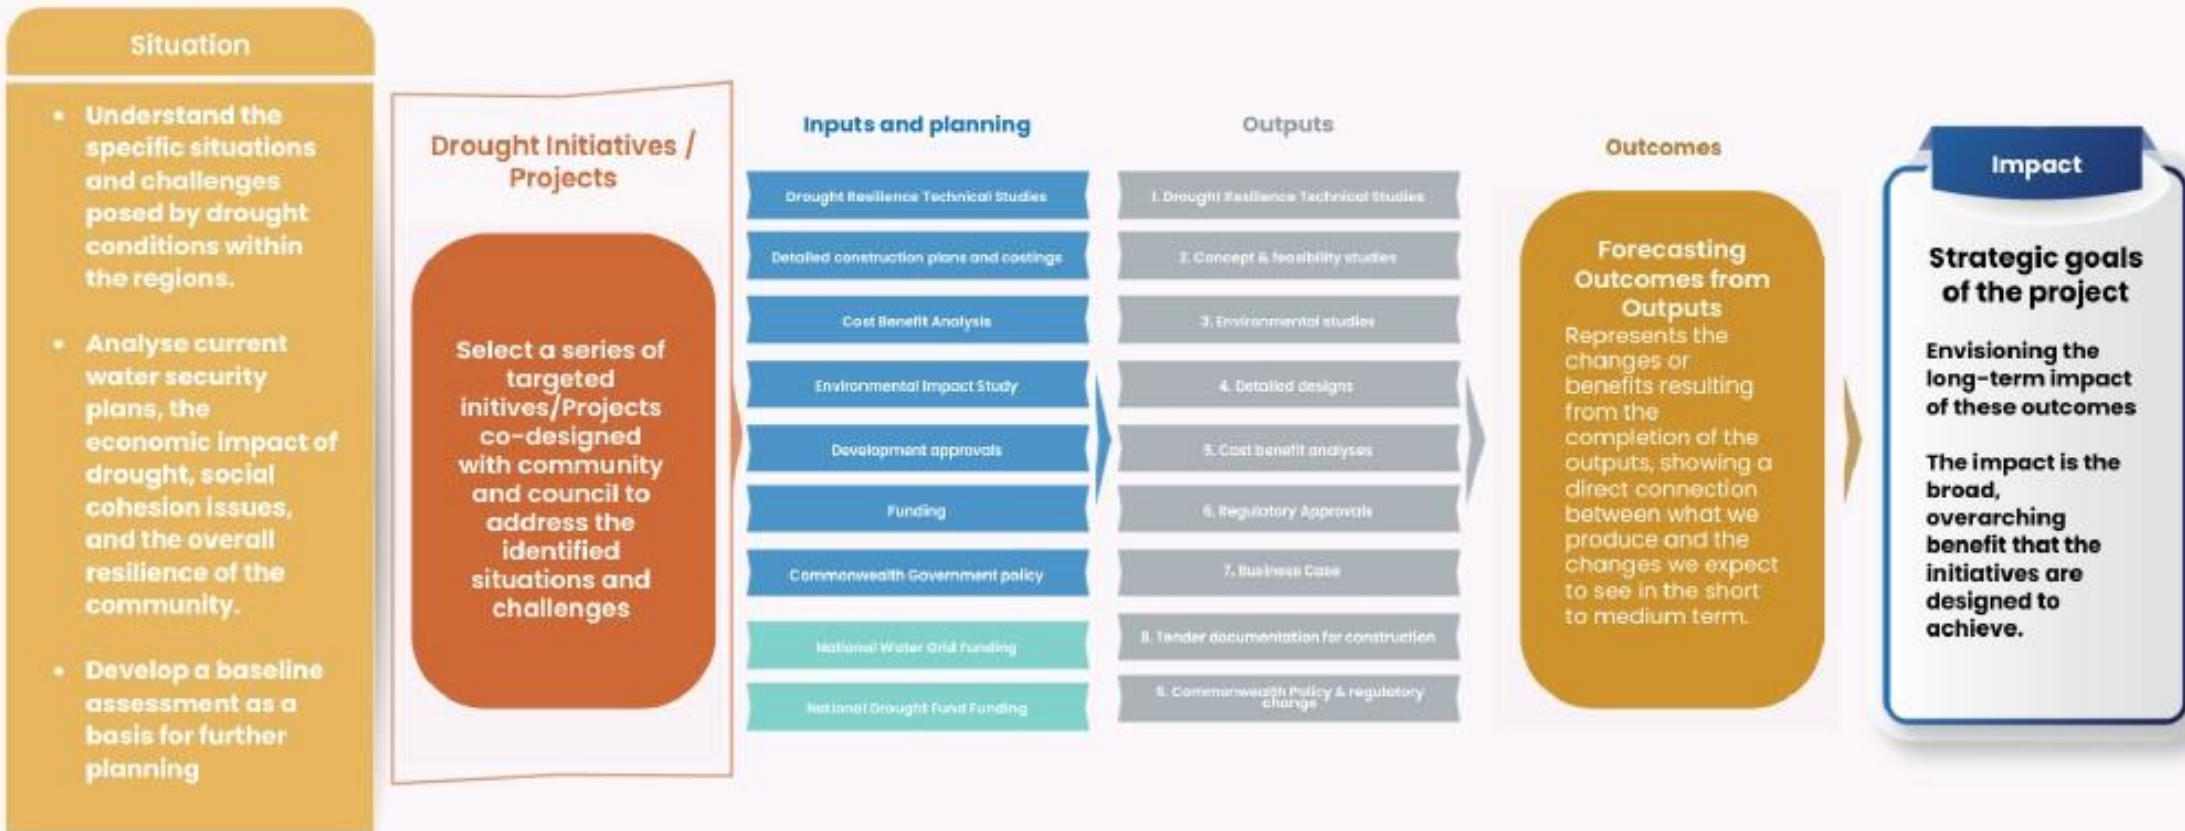 Situation
• Understand the
specific situations
and challenges
posed by drought
conditions within
the regions.
• Analyse current
water security
plans, the
economic impact of
drought, social
cohesion issues,
and the overall
resilience of the
community.
• Develop a baseline
assessment as a
basis for further
planning
Drought Initiatives /
Projects
Select a series of
targeted
initives/Projects
co-designed
with community
and council to
address the
identified
situations and
challenges
Inputs and planning
Drought Resilience Technical Studies
Detailed construction plans and costings
Cost Benefit Analysis
Environmental Impact Study
Development approvals
Funding
Commonwealth Government policy
National Water Grid Funding
National Drought Fund Funding
Outputs
1. Drought Resilience Technical Studies
2. Concept & feasibility studies
3. Environmental studies
4. Detailed designs
5. Cost benefit analyses
6. Regulatory Approvals
7. Business Case
8. Tender documentation for construction
Commonwealth Policy & regulatory
change
Outcomes
Forecasting
Outcomes from
Outputs
Represents the
changes or
benefits resulting
from the
completion of the
outputs, showing a
direct connection
between what we
produce and the
changes we expect
to see in the short
to medium term.
Impact
Strategic goals
of the project
Envisioning the
long-term impact
of these outcomes
The impact is the
broad,
overarching
benefit that the
initiatives are
designed to
achieve.